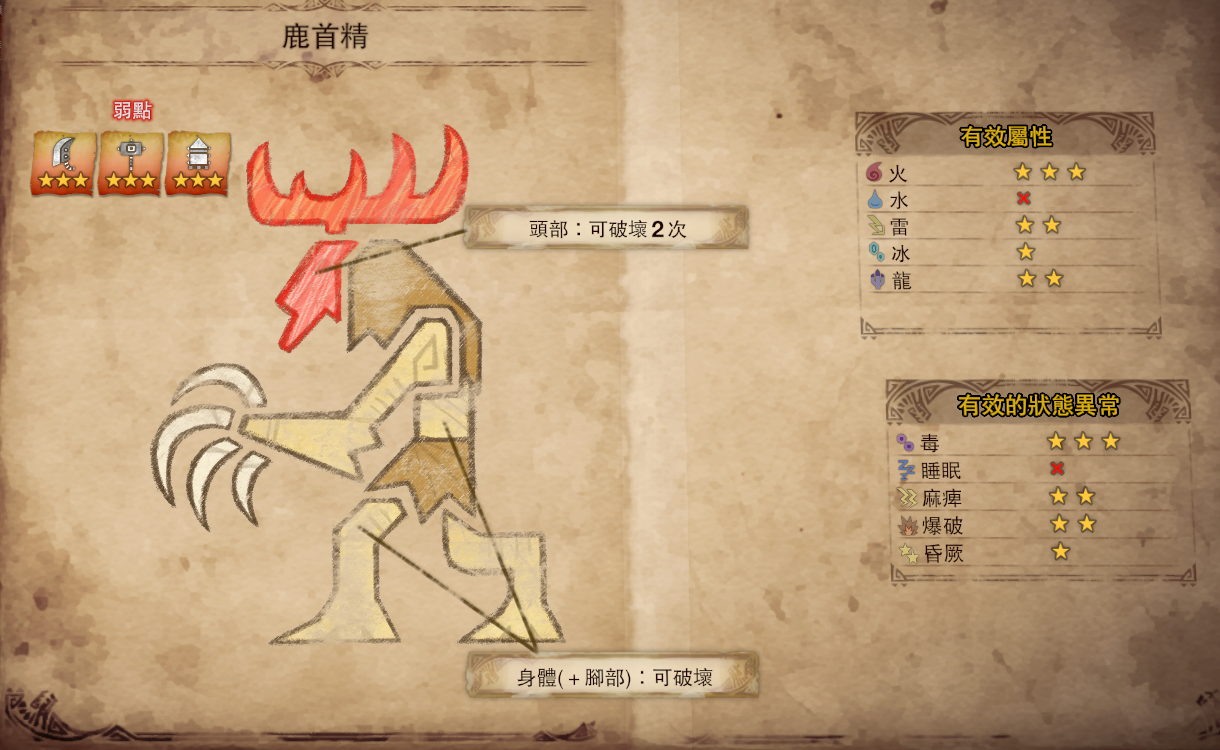 鹿首精
弱點
頭部：可破壞2次
身體(+腳部)：可破壞
有效屬性
火
水
雷
冰
龍
有效的狀態異常
毒
睡眠
麻痺
爆破
昏厥